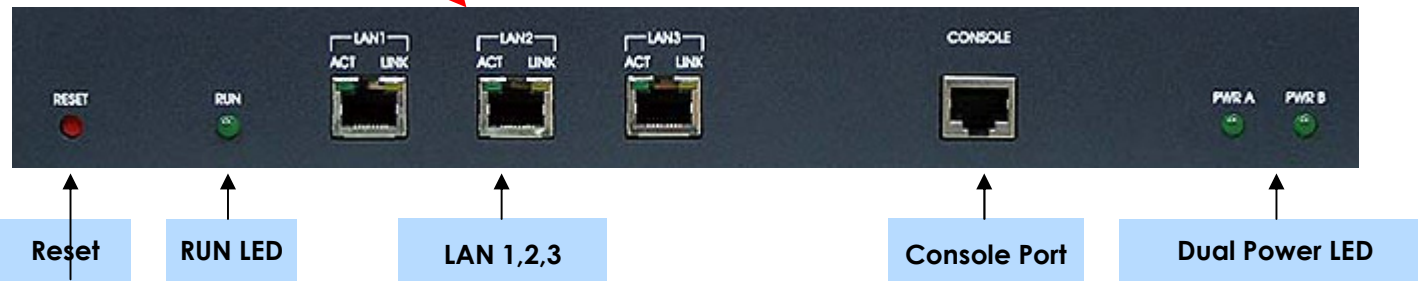 LAN1 LAN2 LAN3 CONSOLE
ACT LINK ACT LINK ACT LINK
RESET RUN PWR A PWR B
Reset RUN LED LAN 1,2,3 Console Port Dual Power LED